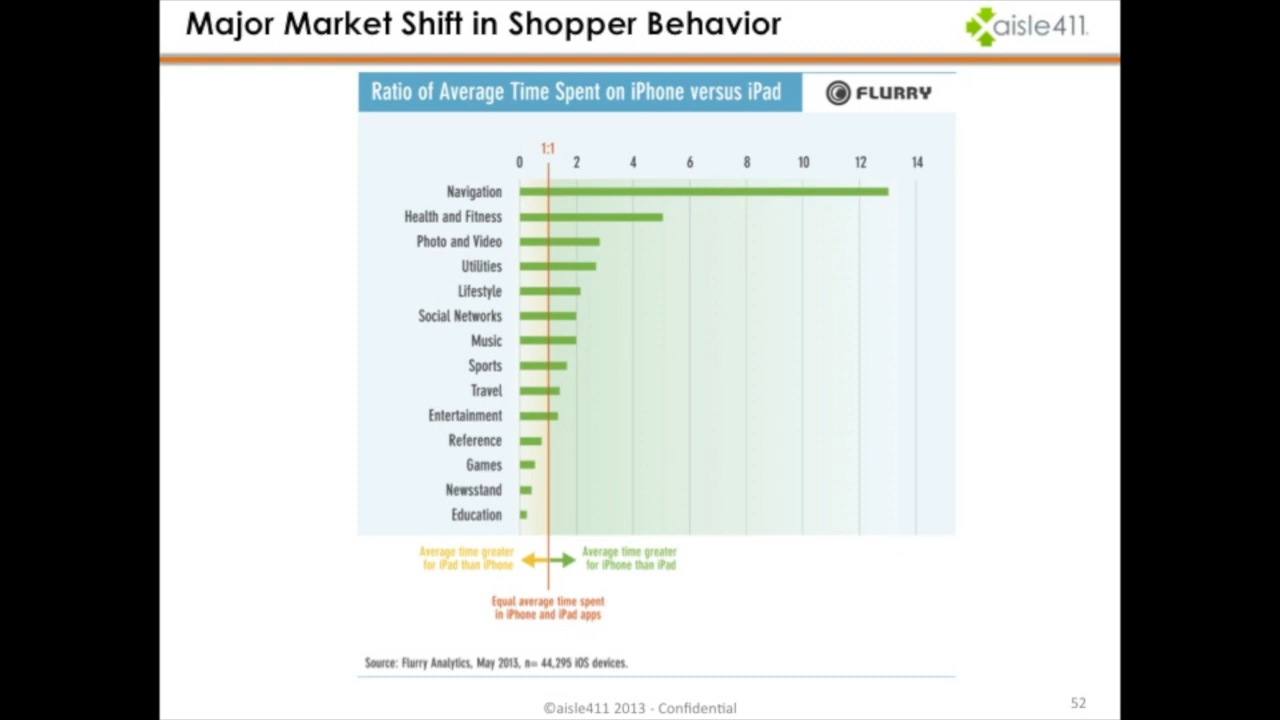 Major Market Shift in Shopper Behavior
aisle411
Ratio of Average Time Spent on iPhone versus iPad
FLURRY
1:1
0 2 4 6 8 10 12 14
Navigation
Health and Fitness
Photo and Video
Utilities
Lifestyle
Social Networks
Music
Sports
Travel
Entertainment
Reference
Games
Newsstand
Education
Average time greater
for iPad than iPhone
Average time greater
for iPhone than iPad
Equal average time spent
in iPhone and iPad apps
Source: Flurry Analytics, May 2013, n= 44,295 iOS devices.
©aisle411 2013 - Confidential
52